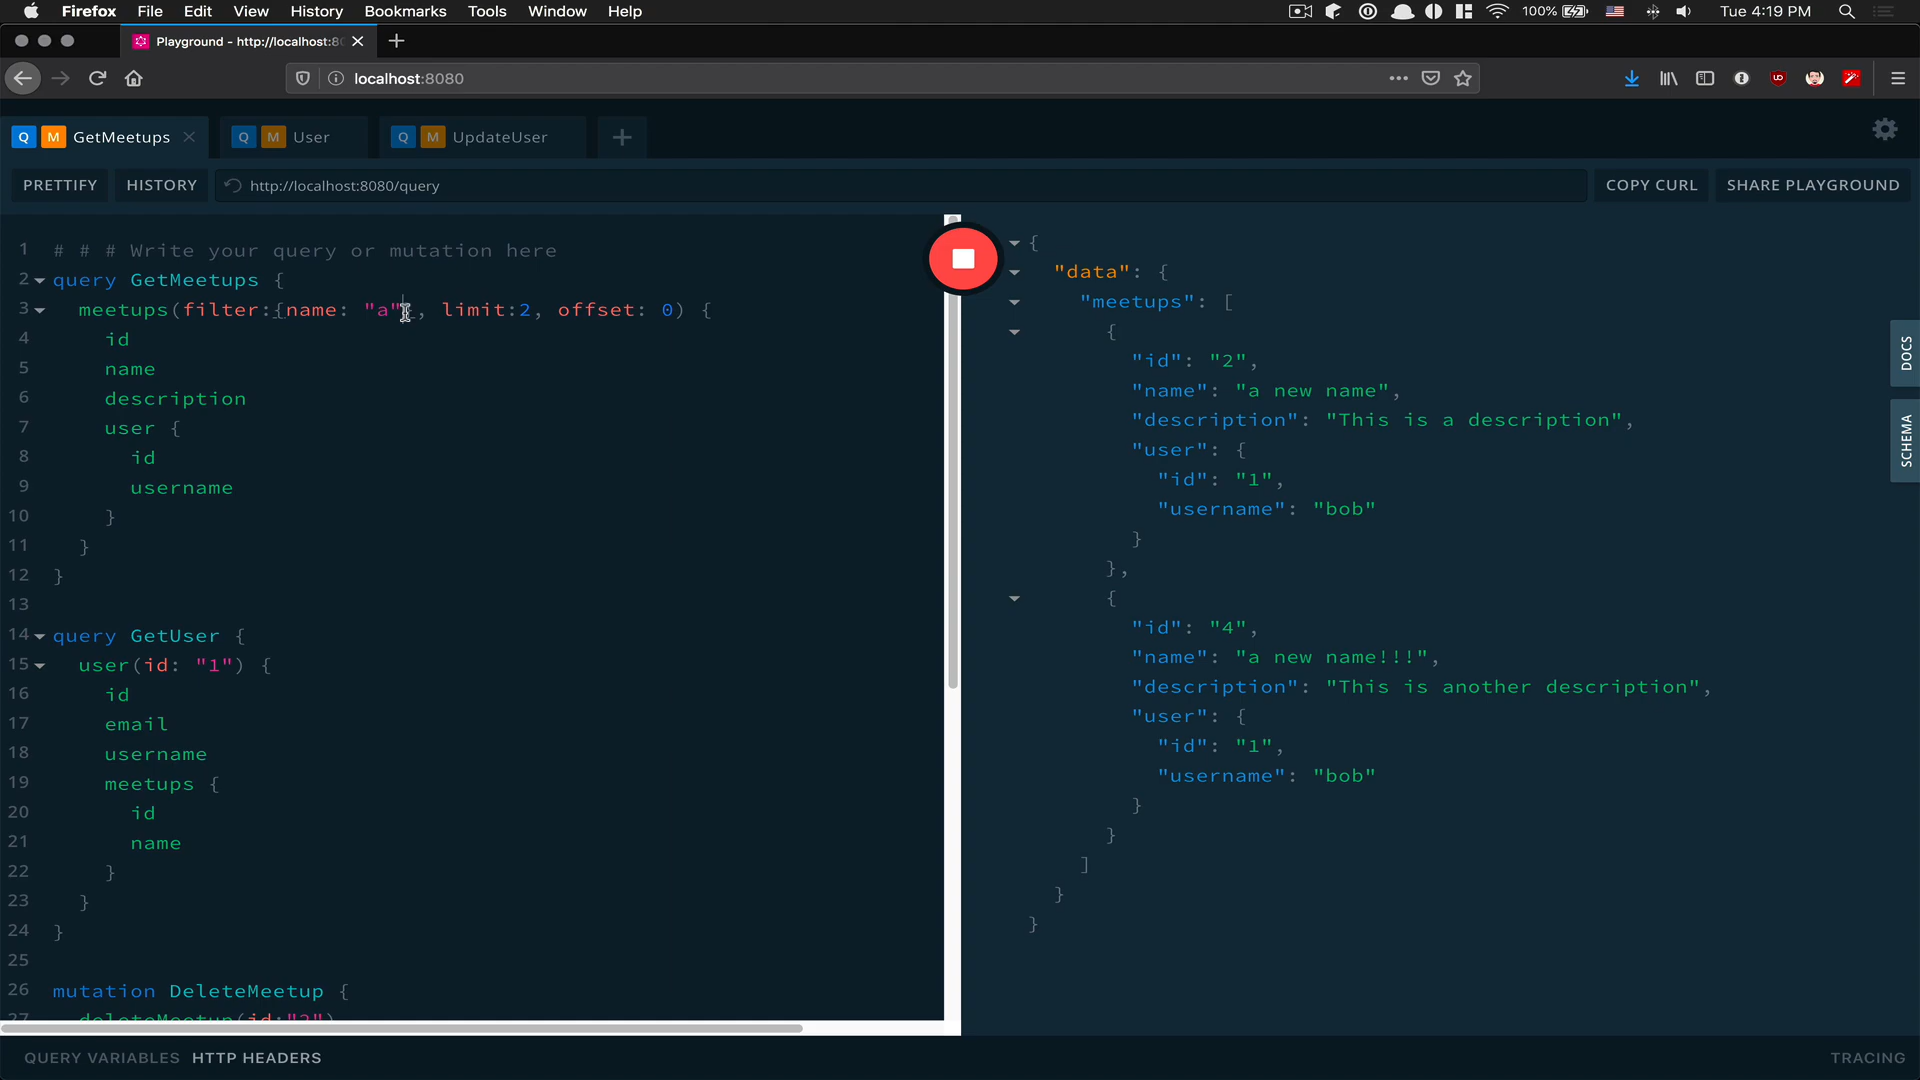 Firefox File Edit View History Bookmarks Tools Window Help 100% Tue 4:19 PM
Playground - http://localhost:80
localhost:8080
Q M GetMeetups
Q M User
Q M UpdateUser
PRETTIFY HISTORY http://localhost:8080/query COPY CURL SHARE PLAYGROUND
1 # # # Write your query or mutation here
2 query GetMeetups {
3 meetups(filter:{name: "a"}, limit:2, offset: 0) {
4 id
5 name
6 description
7 user {
8 id
9 username
10 }
11 }
12 }
13
14 query GetUser {
15 user(id: "1") {
16 id
17 email
18 username
19 meetups {
20 id
21 name
22 }
23 }
24 }
25
26 mutation DeleteMeetup {
27 deleteMeetup(id:"2")
{
"data": {
"meetups": [
{
"id": "2",
"name": "a new name",
"description": "This is a description",
"user": {
"id": "1",
"username": "bob"
}
},
{
"id": "4",
"name": "a new name!!!",
"description": "This is another description",
"user": {
"id": "1",
"username": "bob"
}
}
]
}
}
DOCS
SCHEMA
QUERY VARIABLES HTTP HEADERS TRACING